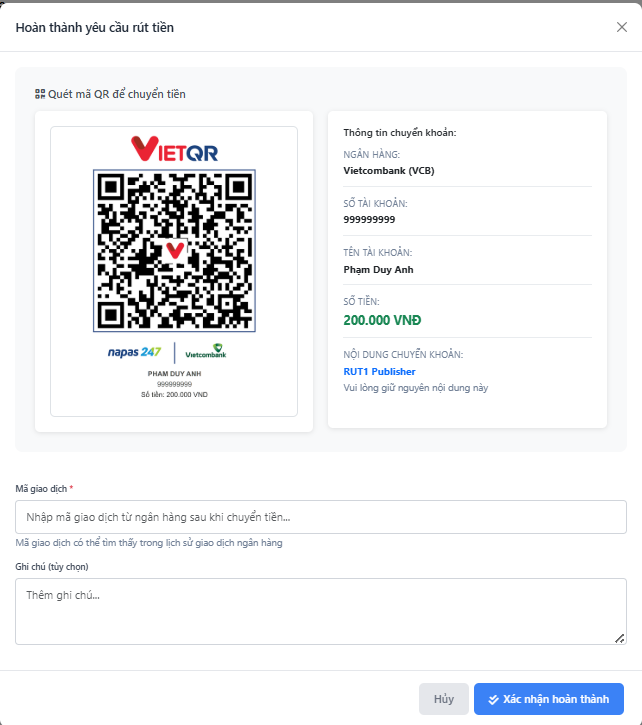 Hoàn thành yêu cầu rút tiền
Quét mã QR để chuyển tiền
VIETQR
napas 247
Vietcombank
PHAM DUY ANH
999999999
Số tiền: 200.000 VND
Thông tin chuyển khoản:
NGÂN HÀNG:
Vietcombank (VCB)
SỐ TÀI KHOẢN:
999999999
TÊN TÀI KHOẢN:
Phạm Duy Anh
SỐ TIỀN:
200.000 VNĐ
NỘI DUNG CHUYỂN KHOẢN:
RUT1 Publisher
Vui lòng giữ nguyên nội dung này
Mã giao dịch *
Nhập mã giao dịch từ ngân hàng sau khi chuyển tiền...
Mã giao dịch có thể tìm thấy trong lịch sử giao dịch ngân hàng
Ghi chú (tùy chọn)
Thêm ghi chú...
Hủy
Xác nhận hoàn thành